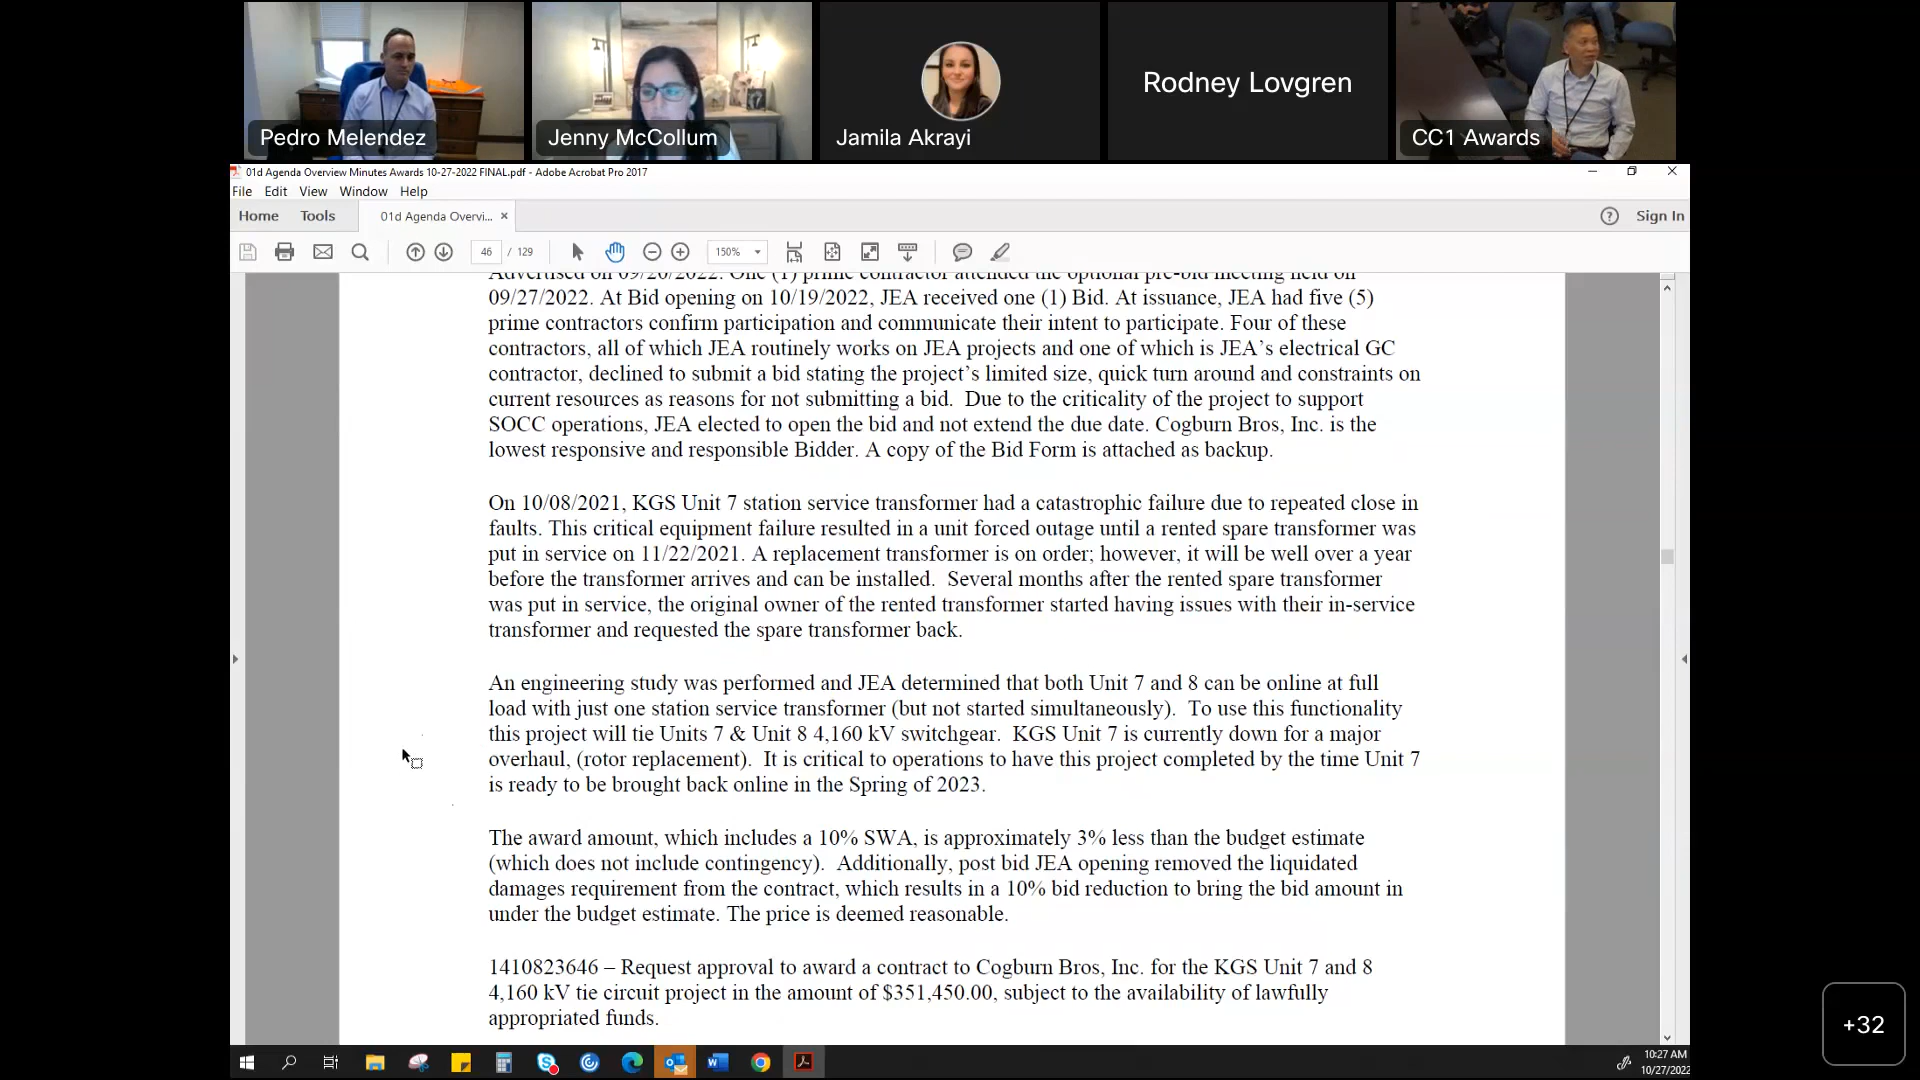 Pedro Melendez
Jenny McCollum
Jamila Akrayi
Rodney Lovgren
CC1 Awards
01d Agenda Overview Minutes Awards 10-27-2022 FINAL.pdf - Adobe Acrobat Pro 2017
File Edit View Window Help
Home Tools 01d Agenda Overvi... × Sign In
46 / 129 150%
Advertised on 09/20/2022. One (1) prime contractor attended the optional pre-bid meeting held on
09/27/2022. At Bid opening on 10/19/2022, JEA received one (1) Bid. At issuance, JEA had five (5)
prime contractors confirm participation and communicate their intent to participate. Four of these
contractors, all of which JEA routinely works on JEA projects and one of which is JEA's electrical GC
contractor, declined to submit a bid stating the project's limited size, quick turn around and constraints on
current resources as reasons for not submitting a bid. Due to the criticality of the project to support
SOCC operations, JEA elected to open the bid and not extend the due date. Cogburn Bros, Inc. is the
lowest responsive and responsible Bidder. A copy of the Bid Form is attached as backup.
On 10/08/2021, KGS Unit 7 station service transformer had a catastrophic failure due to repeated close in
faults. This critical equipment failure resulted in a unit forced outage until a rented spare transformer was
put in service on 11/22/2021. A replacement transformer is on order; however, it will be well over a year
before the transformer arrives and can be installed. Several months after the rented spare transformer
was put in service, the original owner of the rented transformer started having issues with their in-service
transformer and requested the spare transformer back.
An engineering study was performed and JEA determined that both Unit 7 and 8 can be online at full
load with just one station service transformer (but not started simultaneously). To use this functionality
this project will tie Units 7 & Unit 8 4,160 kV switchgear. KGS Unit 7 is currently down for a major
overhaul, (rotor replacement). It is critical to operations to have this project completed by the time Unit 7
is ready to be brought back online in the Spring of 2023.
The award amount, which includes a 10% SWA, is approximately 3% less than the budget estimate
(which does not include contingency). Additionally, post bid JEA opening removed the liquidated
damages requirement from the contract, which results in a 10% bid reduction to bring the bid amount in
under the budget estimate. The price is deemed reasonable.
1410823646 – Request approval to award a contract to Cogburn Bros, Inc. for the KGS Unit 7 and 8
4,160 kV tie circuit project in the amount of $351,450.00, subject to the availability of lawfully
appropriated funds.
+32
10:27 AM
10/27/2022